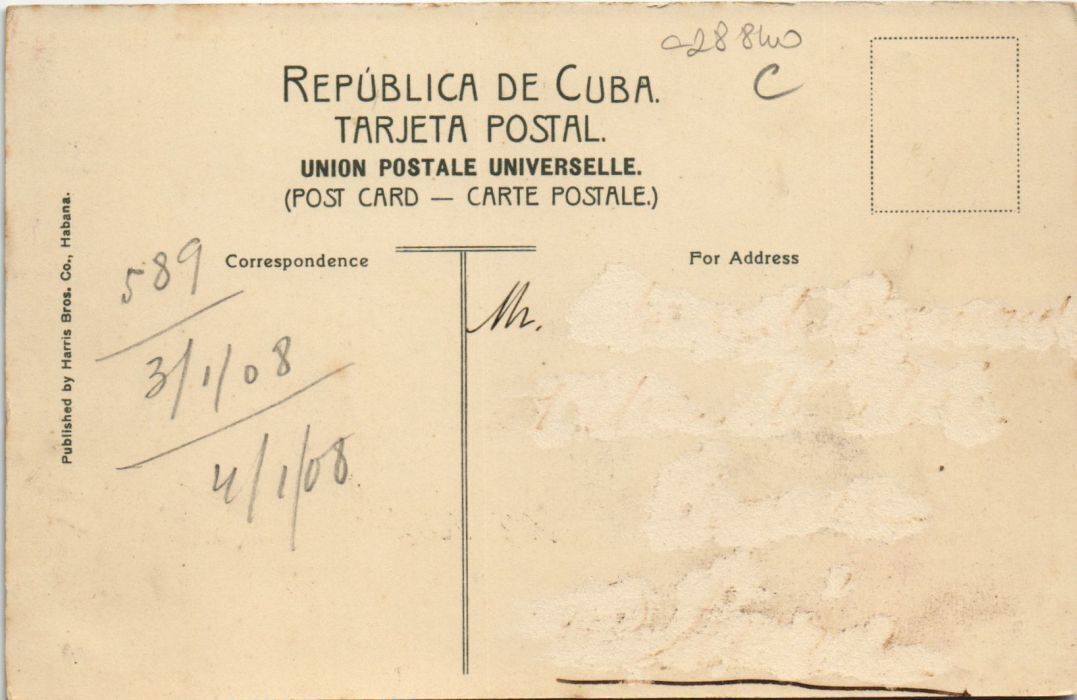 REPÚBLICA DE CUBA.
TARJETA POSTAL.
UNION POSTALE UNIVERSELLE.
(POST CARD — CARTE POSTALE.)
C
Published by Harris Bros. Co., Habana.
Correspondence
589
3/1/08
4/1/08
For Address
Mr.